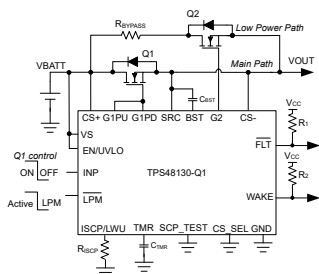 Q2
Low Power Path
RBYPASS
Q1
VBATT
VOUT
Main Path
CBST
CS+ G1PU G1PD SRC BST G2 CS-
VS
EN/UVLO
VCC
R1
FLT
Q1 control
ON OFF
INP
TPS48130-Q1
VCC
R2
Active LPM
LPM
WAKE
ISCP/LWU TMR SCP_TEST CS_SEL GND
RISCP
CTMR